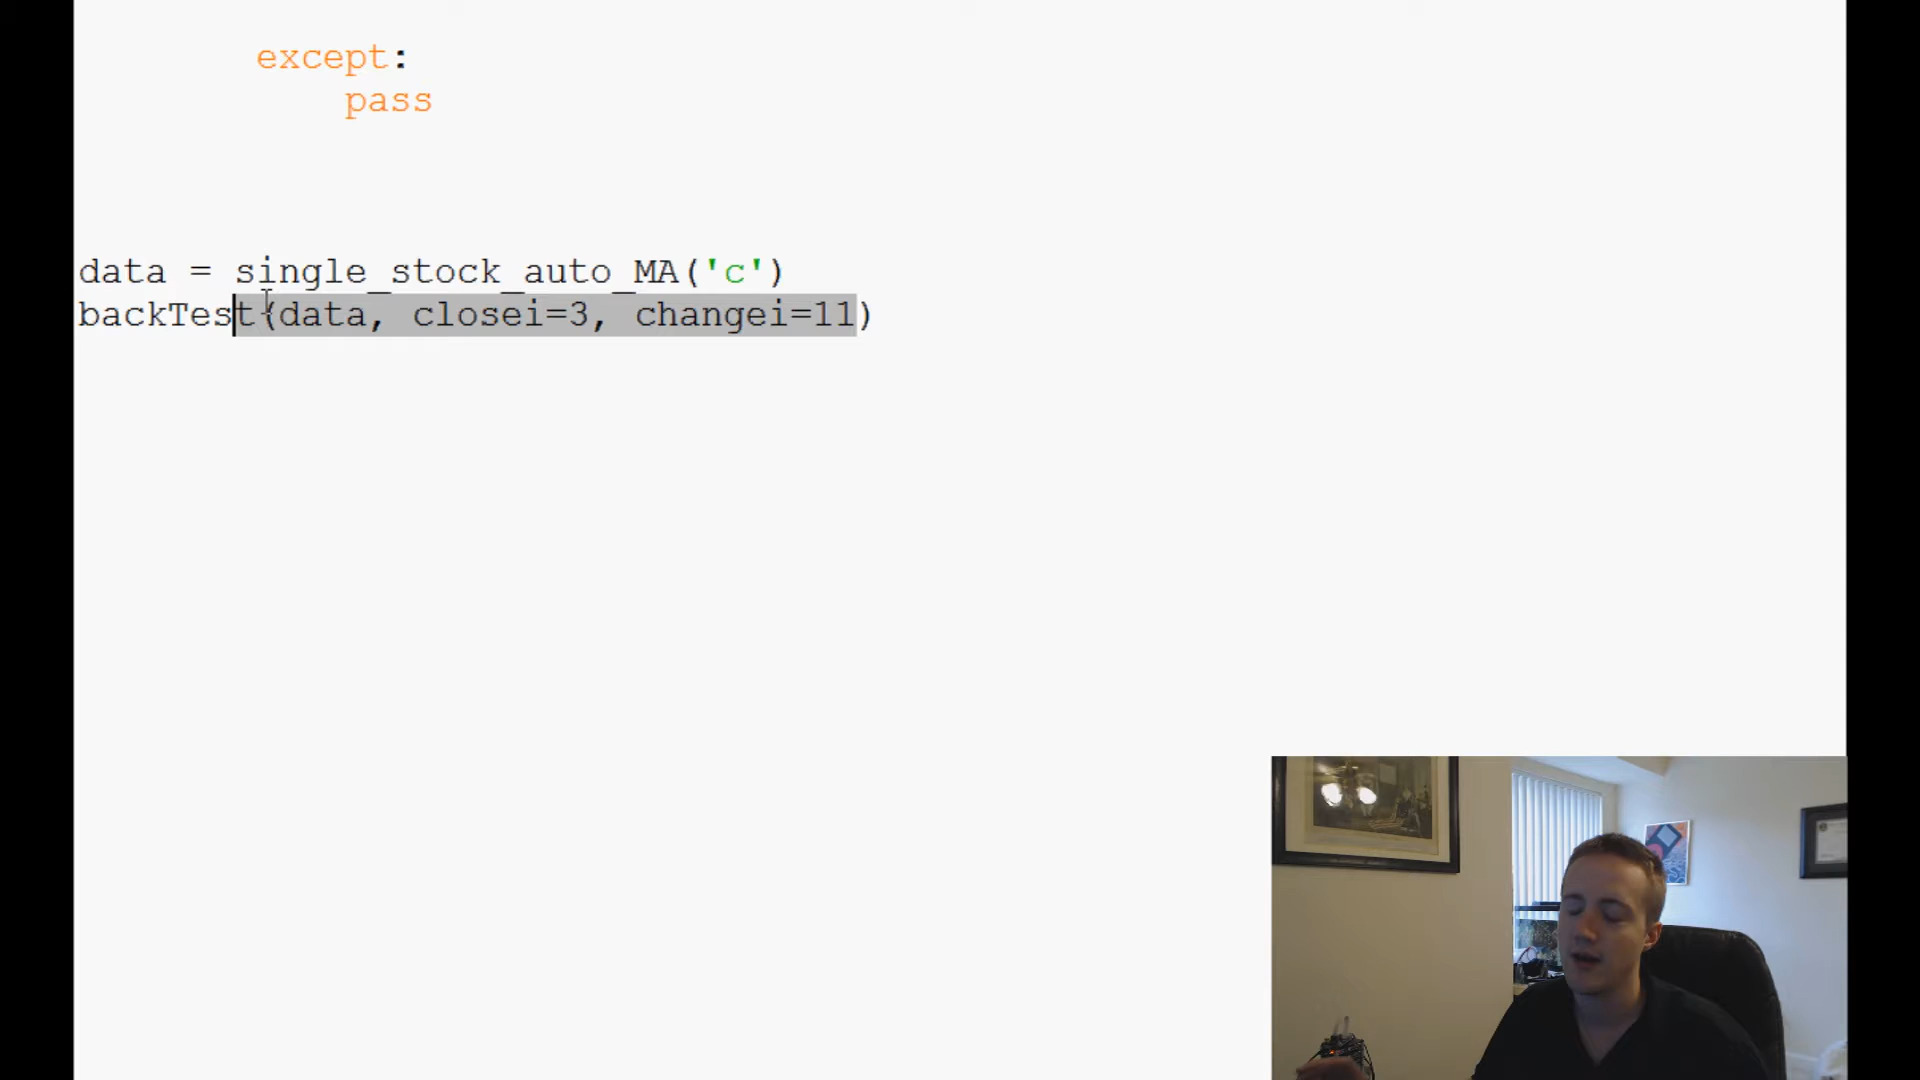 except:
pass
data = single_stock_auto_MA('c')
backTest(data, closei=3, changei=11)